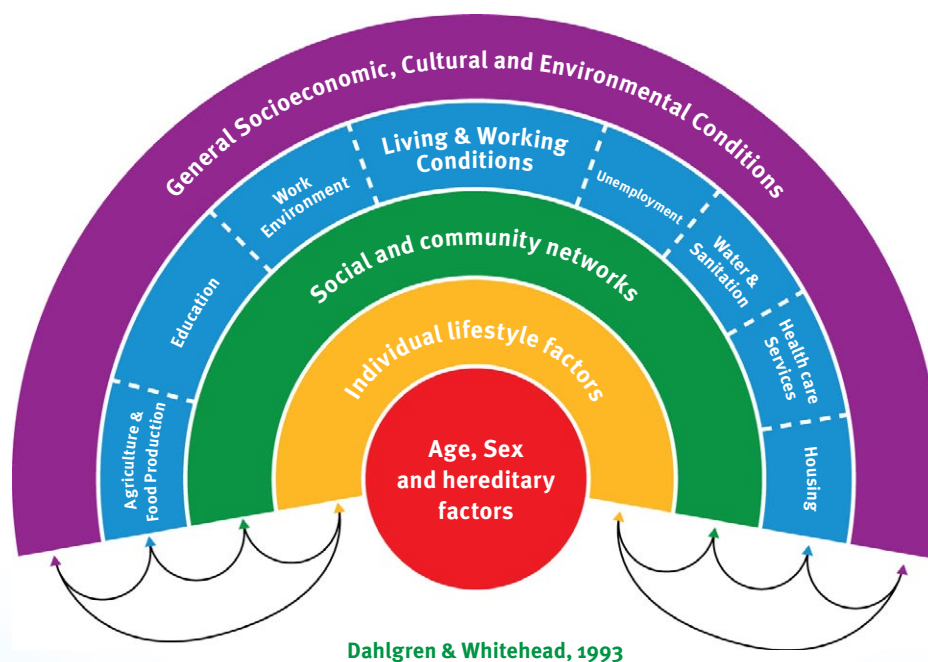 General Socioeconomic, Cultural and Environmental Conditions
Living & Working
Conditions
Work
Environment
Unemployment
Education
Water &
Sanitation
Agriculture &
Food Production
Health care
Services
Housing
Social and community networks
Individual lifestyle factors
Age, Sex
and hereditary
factors
Dahlgren & Whitehead, 1993